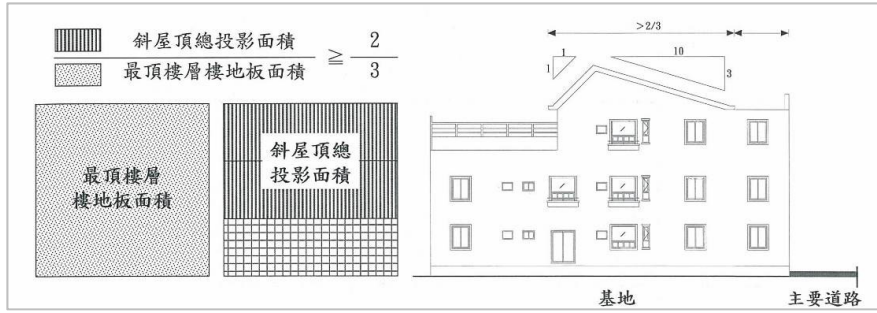 斜屋頂總投影面積
最頂樓層樓地板面積
≧
2
3
最頂樓層
樓地板面積
斜屋頂總
投影面積
>2/3
1
1
10
3
基地
主要道路